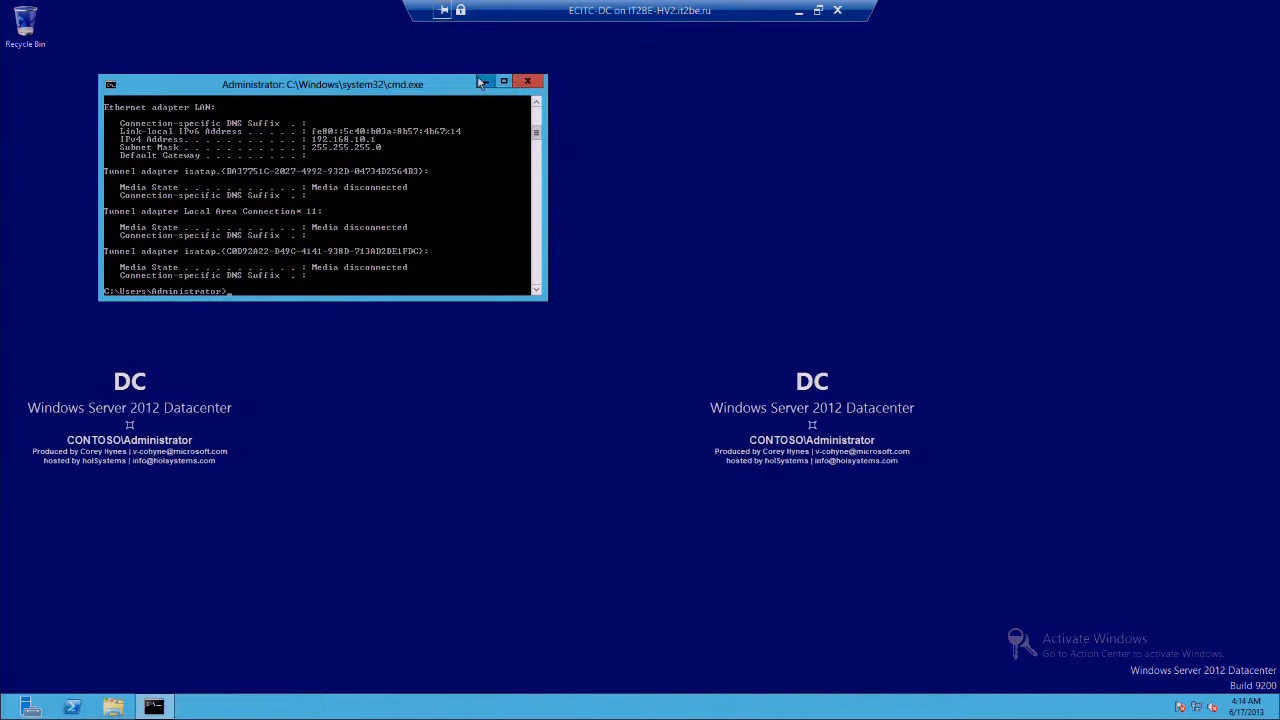 ECITC-DC on IT2BE-HV2.it2be.ru
Recycle Bin
Administrator: C:\Windows\system32\cmd.exe
Ethernet adapter LAN:
Connection-specific DNS Suffix . :
Link-local IPv6 Address . . . . . : fe80::5c40:b03a:8b57:4b67%14
IPv4 Address. . . . . . . . . . . : 192.168.10.1
Subnet Mask . . . . . . . . . . . : 255.255.255.0
Default Gateway . . . . . . . . . :
Tunnel adapter isatap.{BA37751C-2027-4992-932D-04734D2564B3}:
Media State . . . . . . . . . . . : Media disconnected
Connection-specific DNS Suffix . :
Tunnel adapter Local Area Connection* 11:
Media State . . . . . . . . . . . : Media disconnected
Connection-specific DNS Suffix . :
Tunnel adapter isatap.{C0D92A22-D49C-4141-938D-713AD2DE1FDC}:
Media State . . . . . . . . . . . : Media disconnected
Connection-specific DNS Suffix . :
C:\Users\Administrator>_
DC
Windows Server 2012 Datacenter
CONTOSO\Administrator
Produced by Corey Hynes | v-cohyne@microsoft.com
hosted by holSystems | info@holsystems.com
DC
Windows Server 2012 Datacenter
CONTOSO\Administrator
Produced by Corey Hynes | v-cohyne@microsoft.com
hosted by holSystems | info@holsystems.com
Activate Windows
Go to Action Center to activate Windows.
Windows Server 2012 Datacenter
Build 9200
4:14 AM
6/17/2013